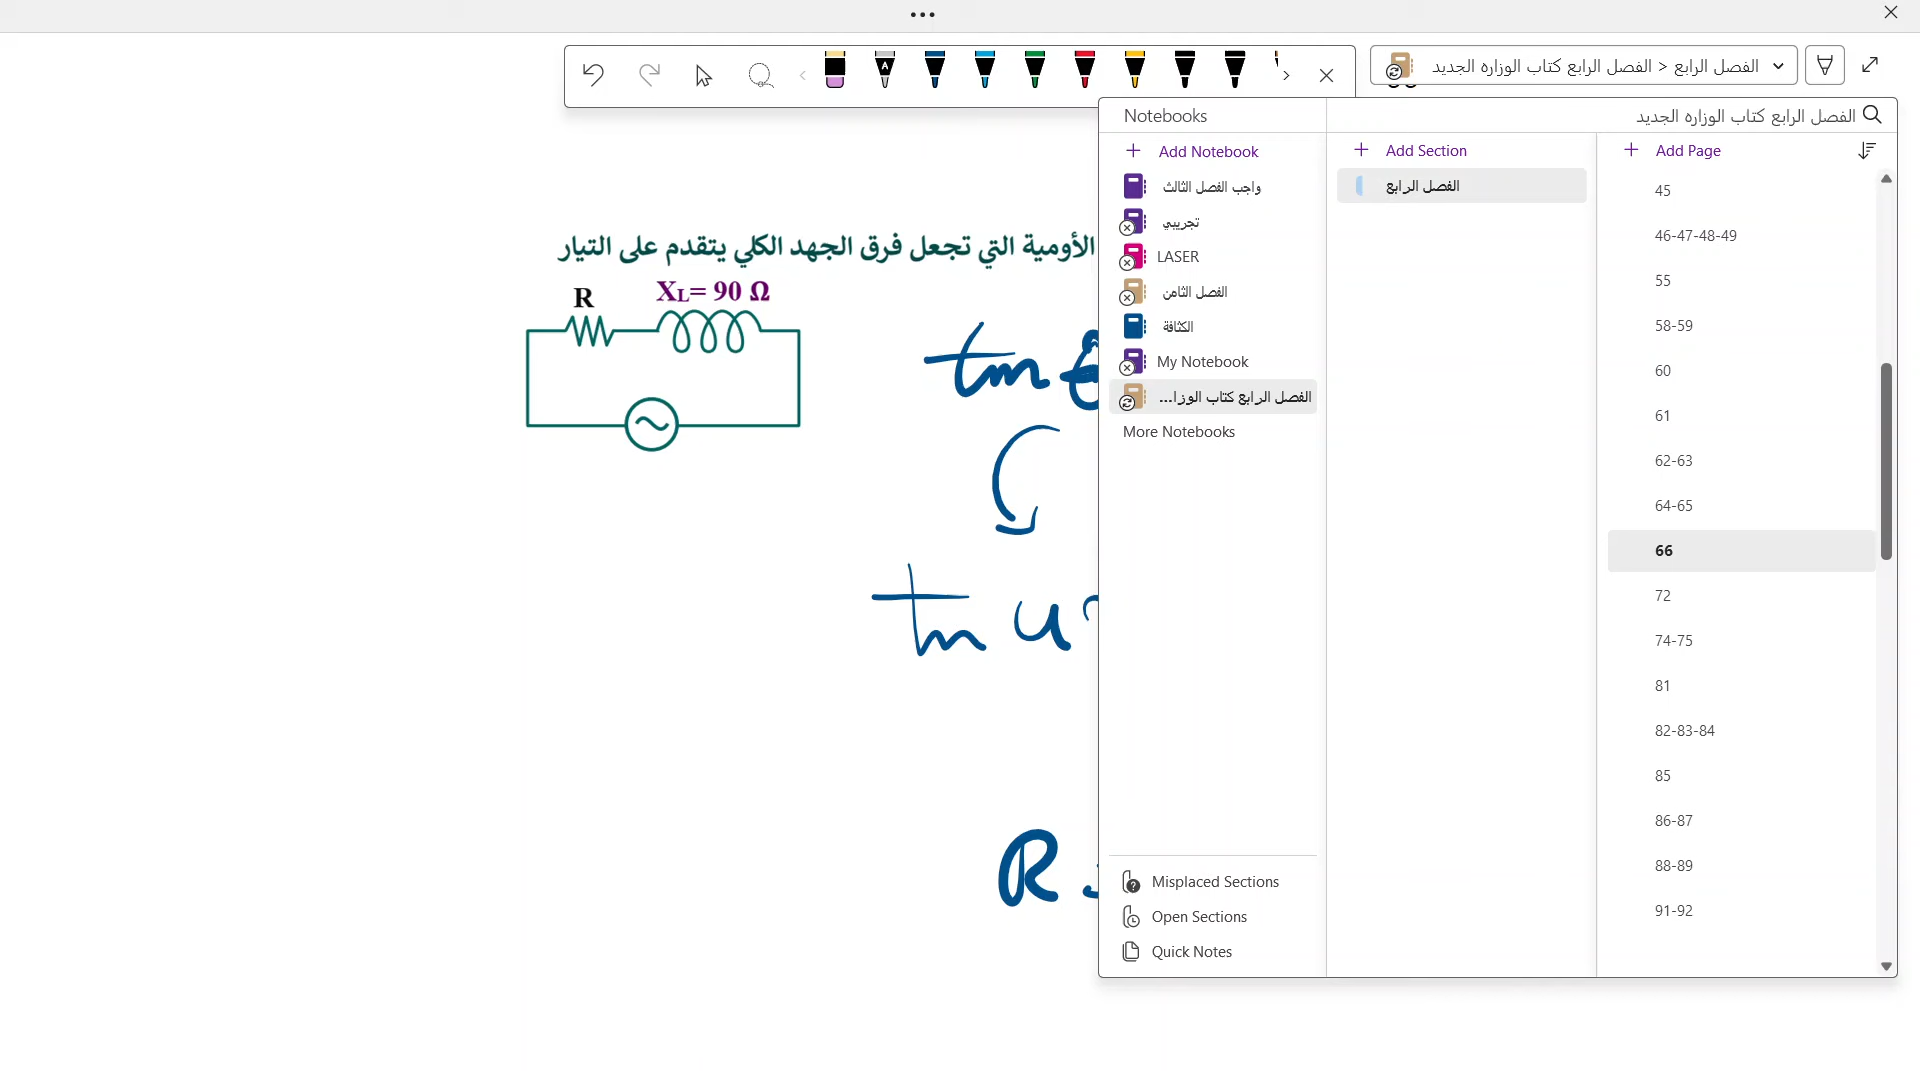 الفصل الرابع كتاب الوزاره الجديد > الفصل الرابع
Notebooks
الفصل الرابع كتاب الوزاره الجديد
Add Notebook
واجب الفصل الثالث
تجريبي
LASER
الفصل الثامن
الكثافة
My Notebook
الفصل الرابع كتاب الوزا...
More Notebooks
Misplaced Sections
Open Sections
Quick Notes
Add Section
الفصل الرابع
Add Page
45
46-47-48-49
55
58-59
60
61
62-63
64-65
66
72
74-75
81
82-83-84
85
86-87
88-89
91-92
الأومية التي تجعل فرق الجهد الكلي يتقدم على التيار
R
XL= 90 Ω
tan θ
tan 4
R